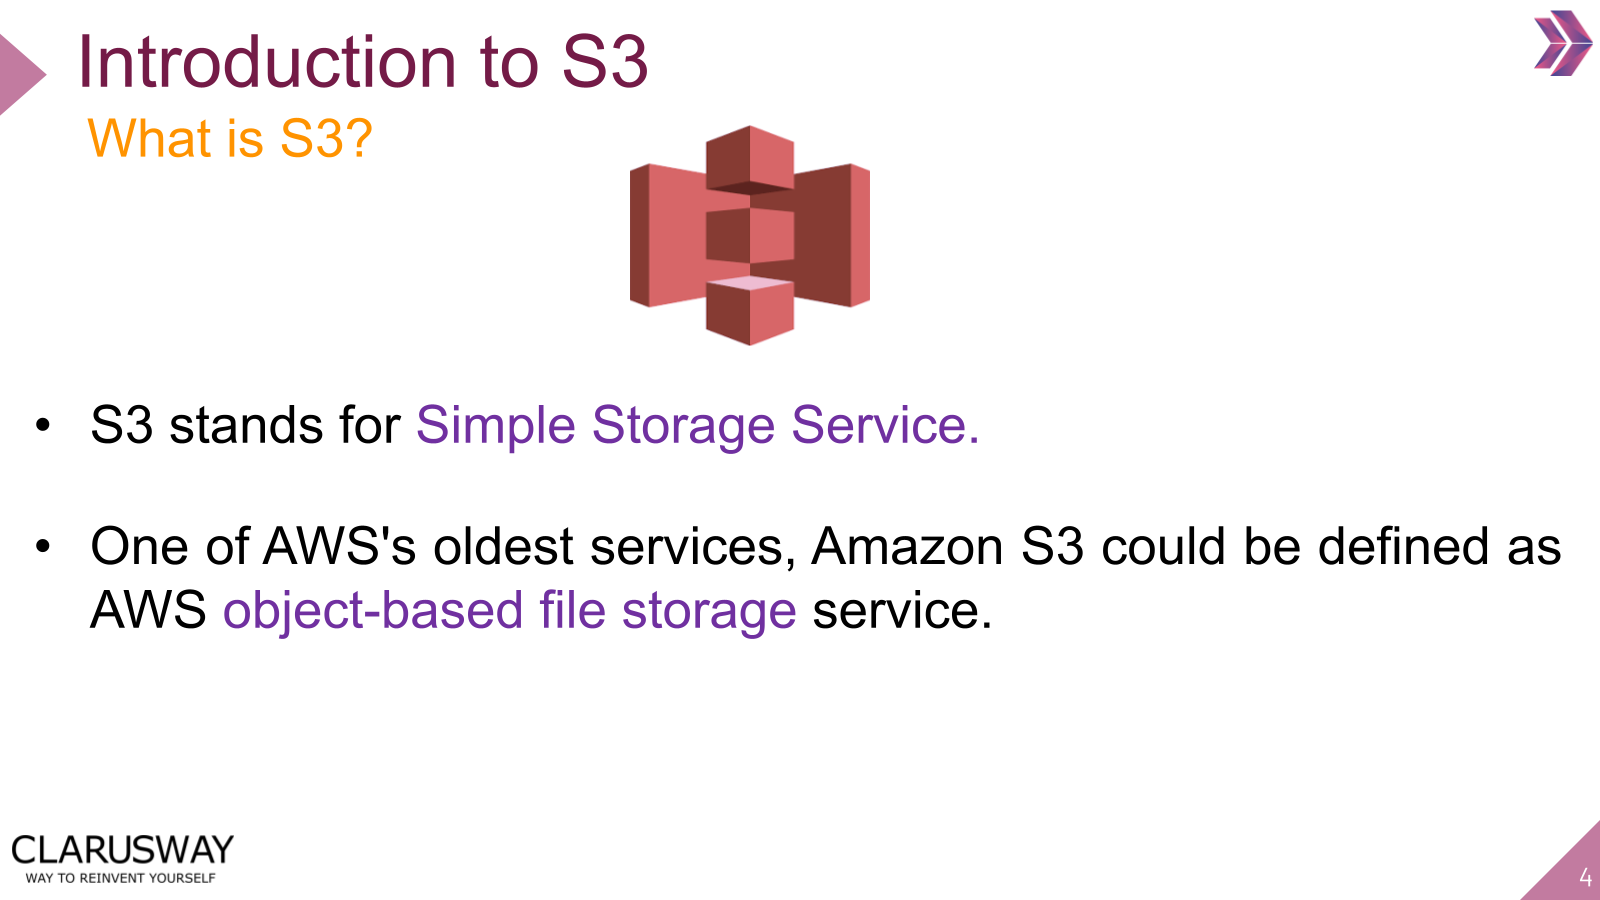 Introduction to S3
What is S3?
• S3 stands for Simple Storage Service.
• One of AWS's oldest services, Amazon S3 could be defined as
AWS object-based file storage service.
CLARUSWAY
WAY TO REINVENT YOURSELF
4